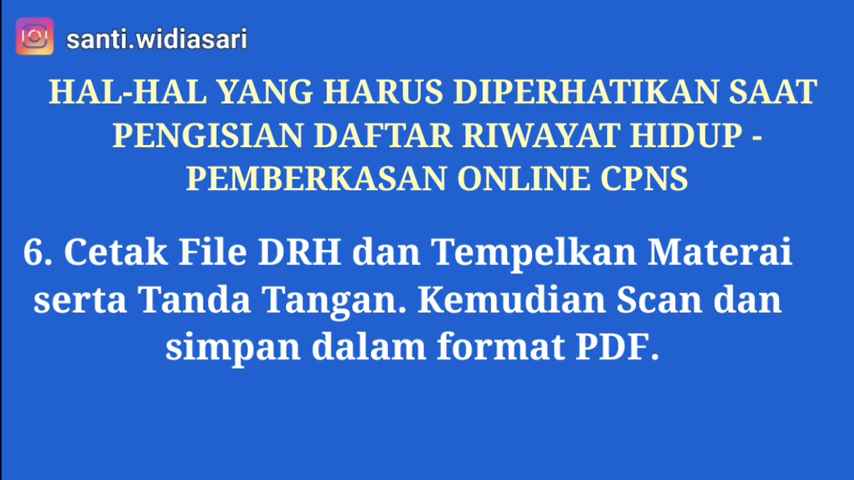 santi.widiasari
HAL-HAL YANG HARUS DIPERHATIKAN SAAT
PENGISIAN DAFTAR RIWAYAT HIDUP -
PEMBERKASAN ONLINE CPNS
6. Cetak File DRH dan Tempelkan Materai
serta Tanda Tangan. Kemudian Scan dan
simpan dalam format PDF.